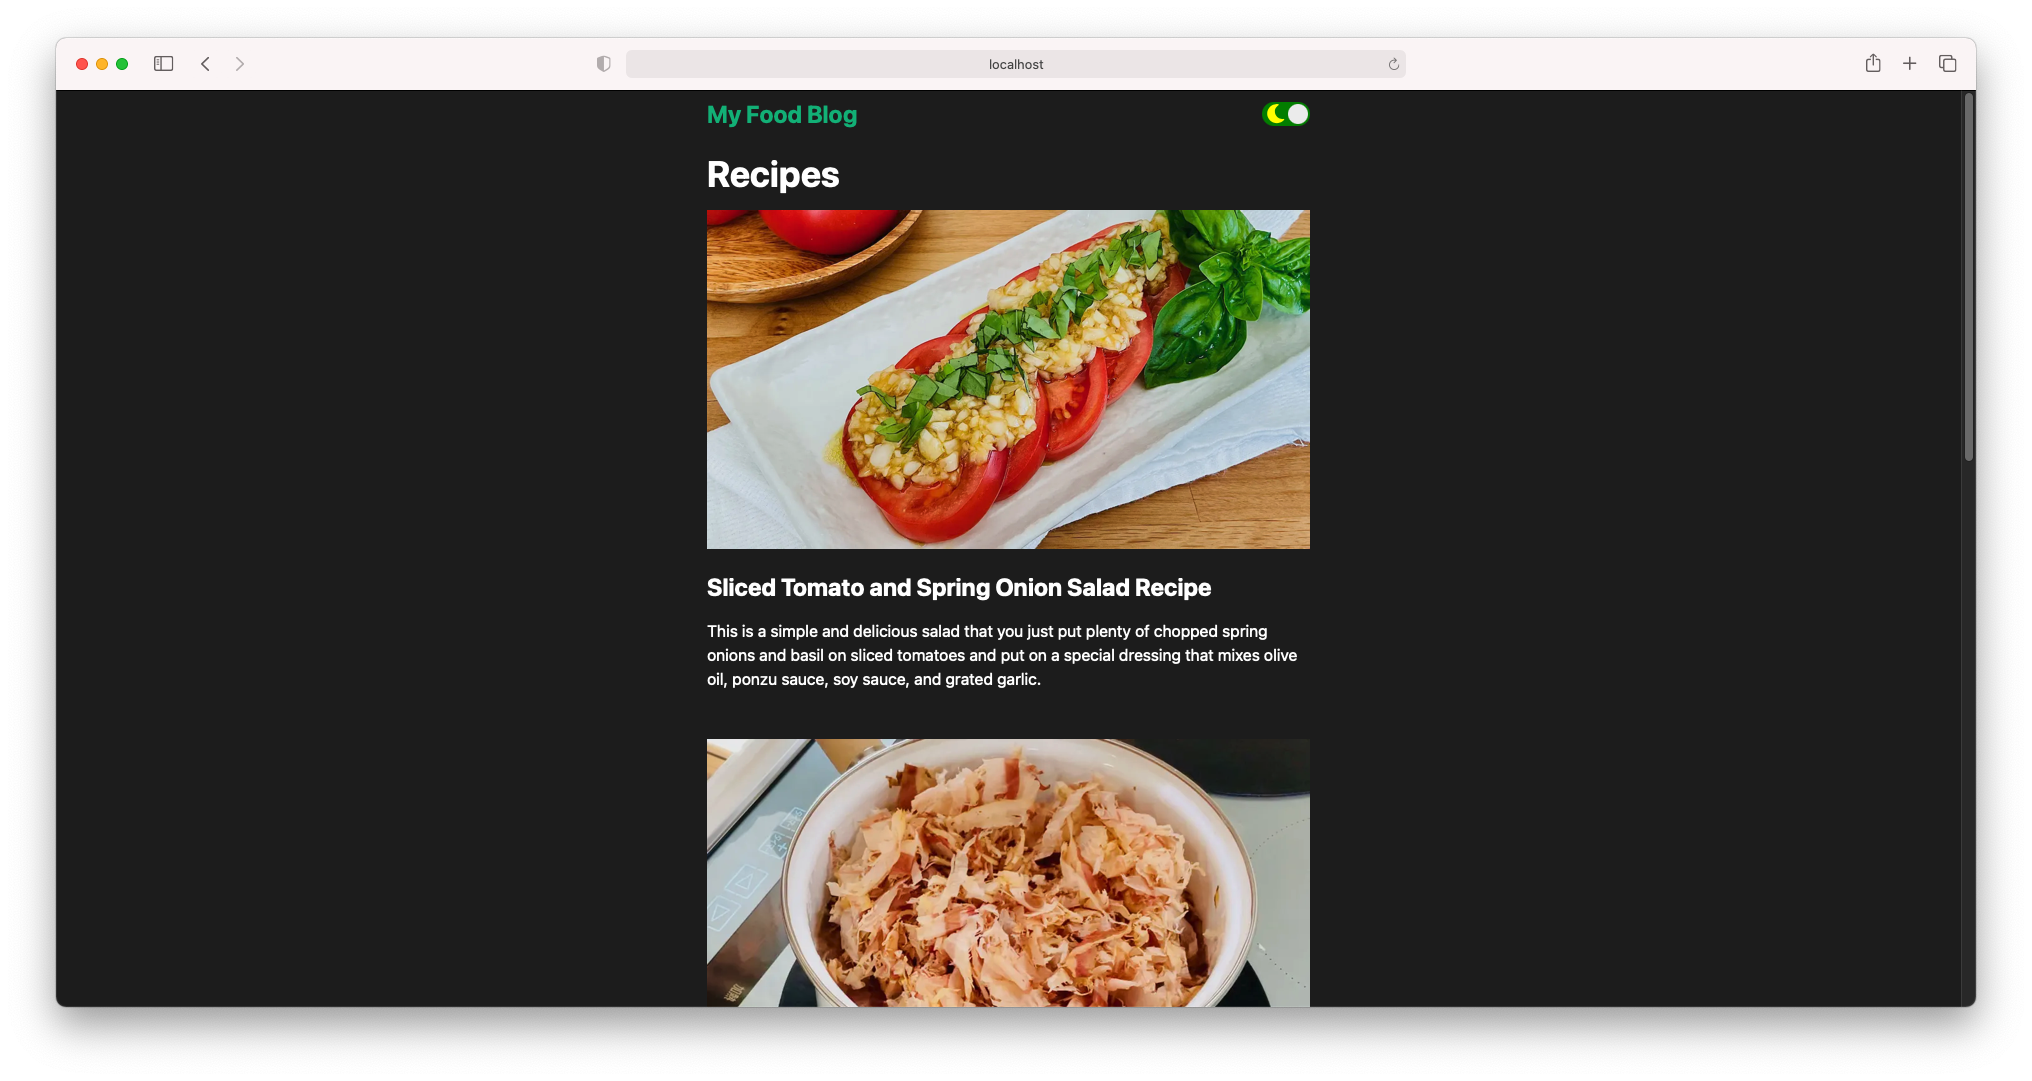 localhost
My Food Blog
Recipes
Sliced Tomato and Spring Onion Salad Recipe
This is a simple and delicious salad that you just put plenty of chopped spring
onions and basil on sliced tomatoes and put on a special dressing that mixes olive
oil, ponzu sauce, soy sauce, and grated garlic.